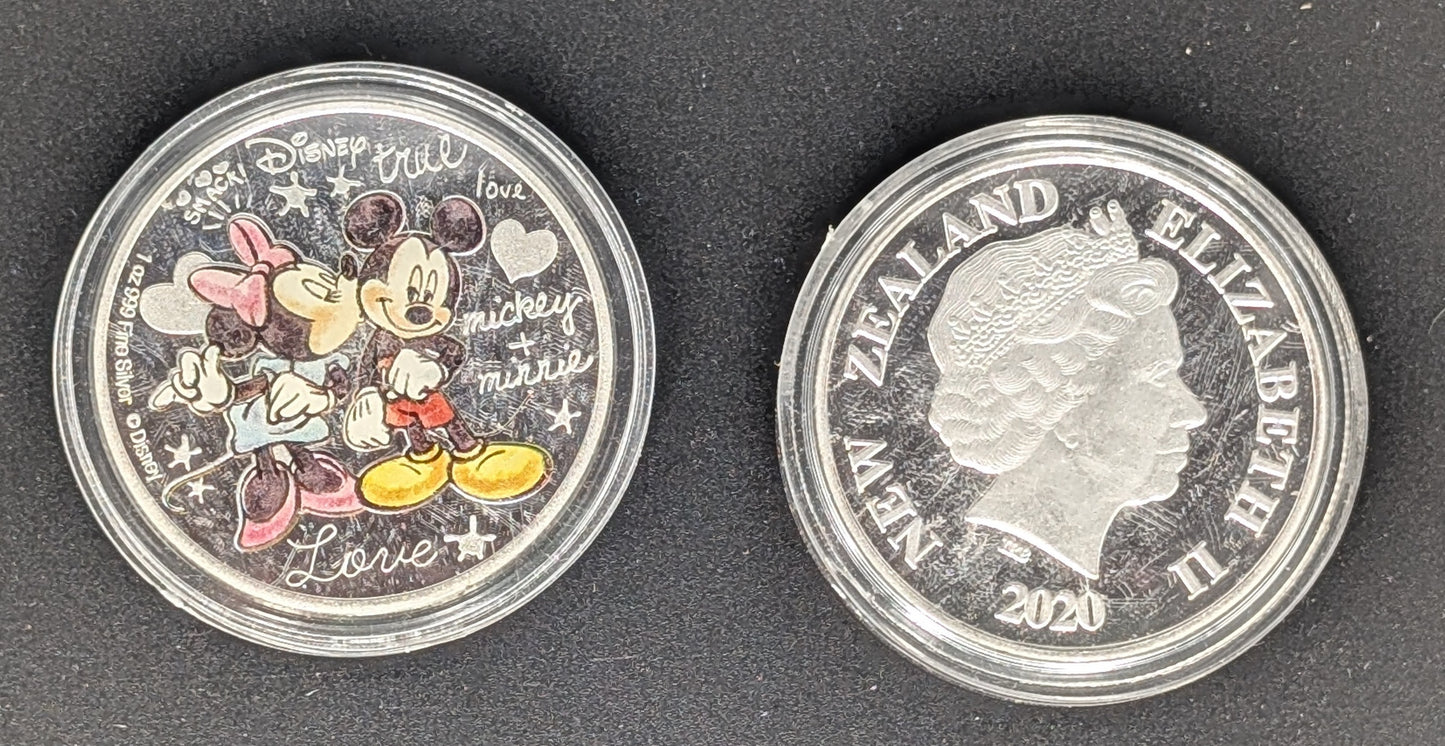 SMACK!
Disney
true
love
mickey
+
minnie
Love
1 oz 999 Fine Silver © Disney
NEW ZEALAND
ELIZABETH II
2020